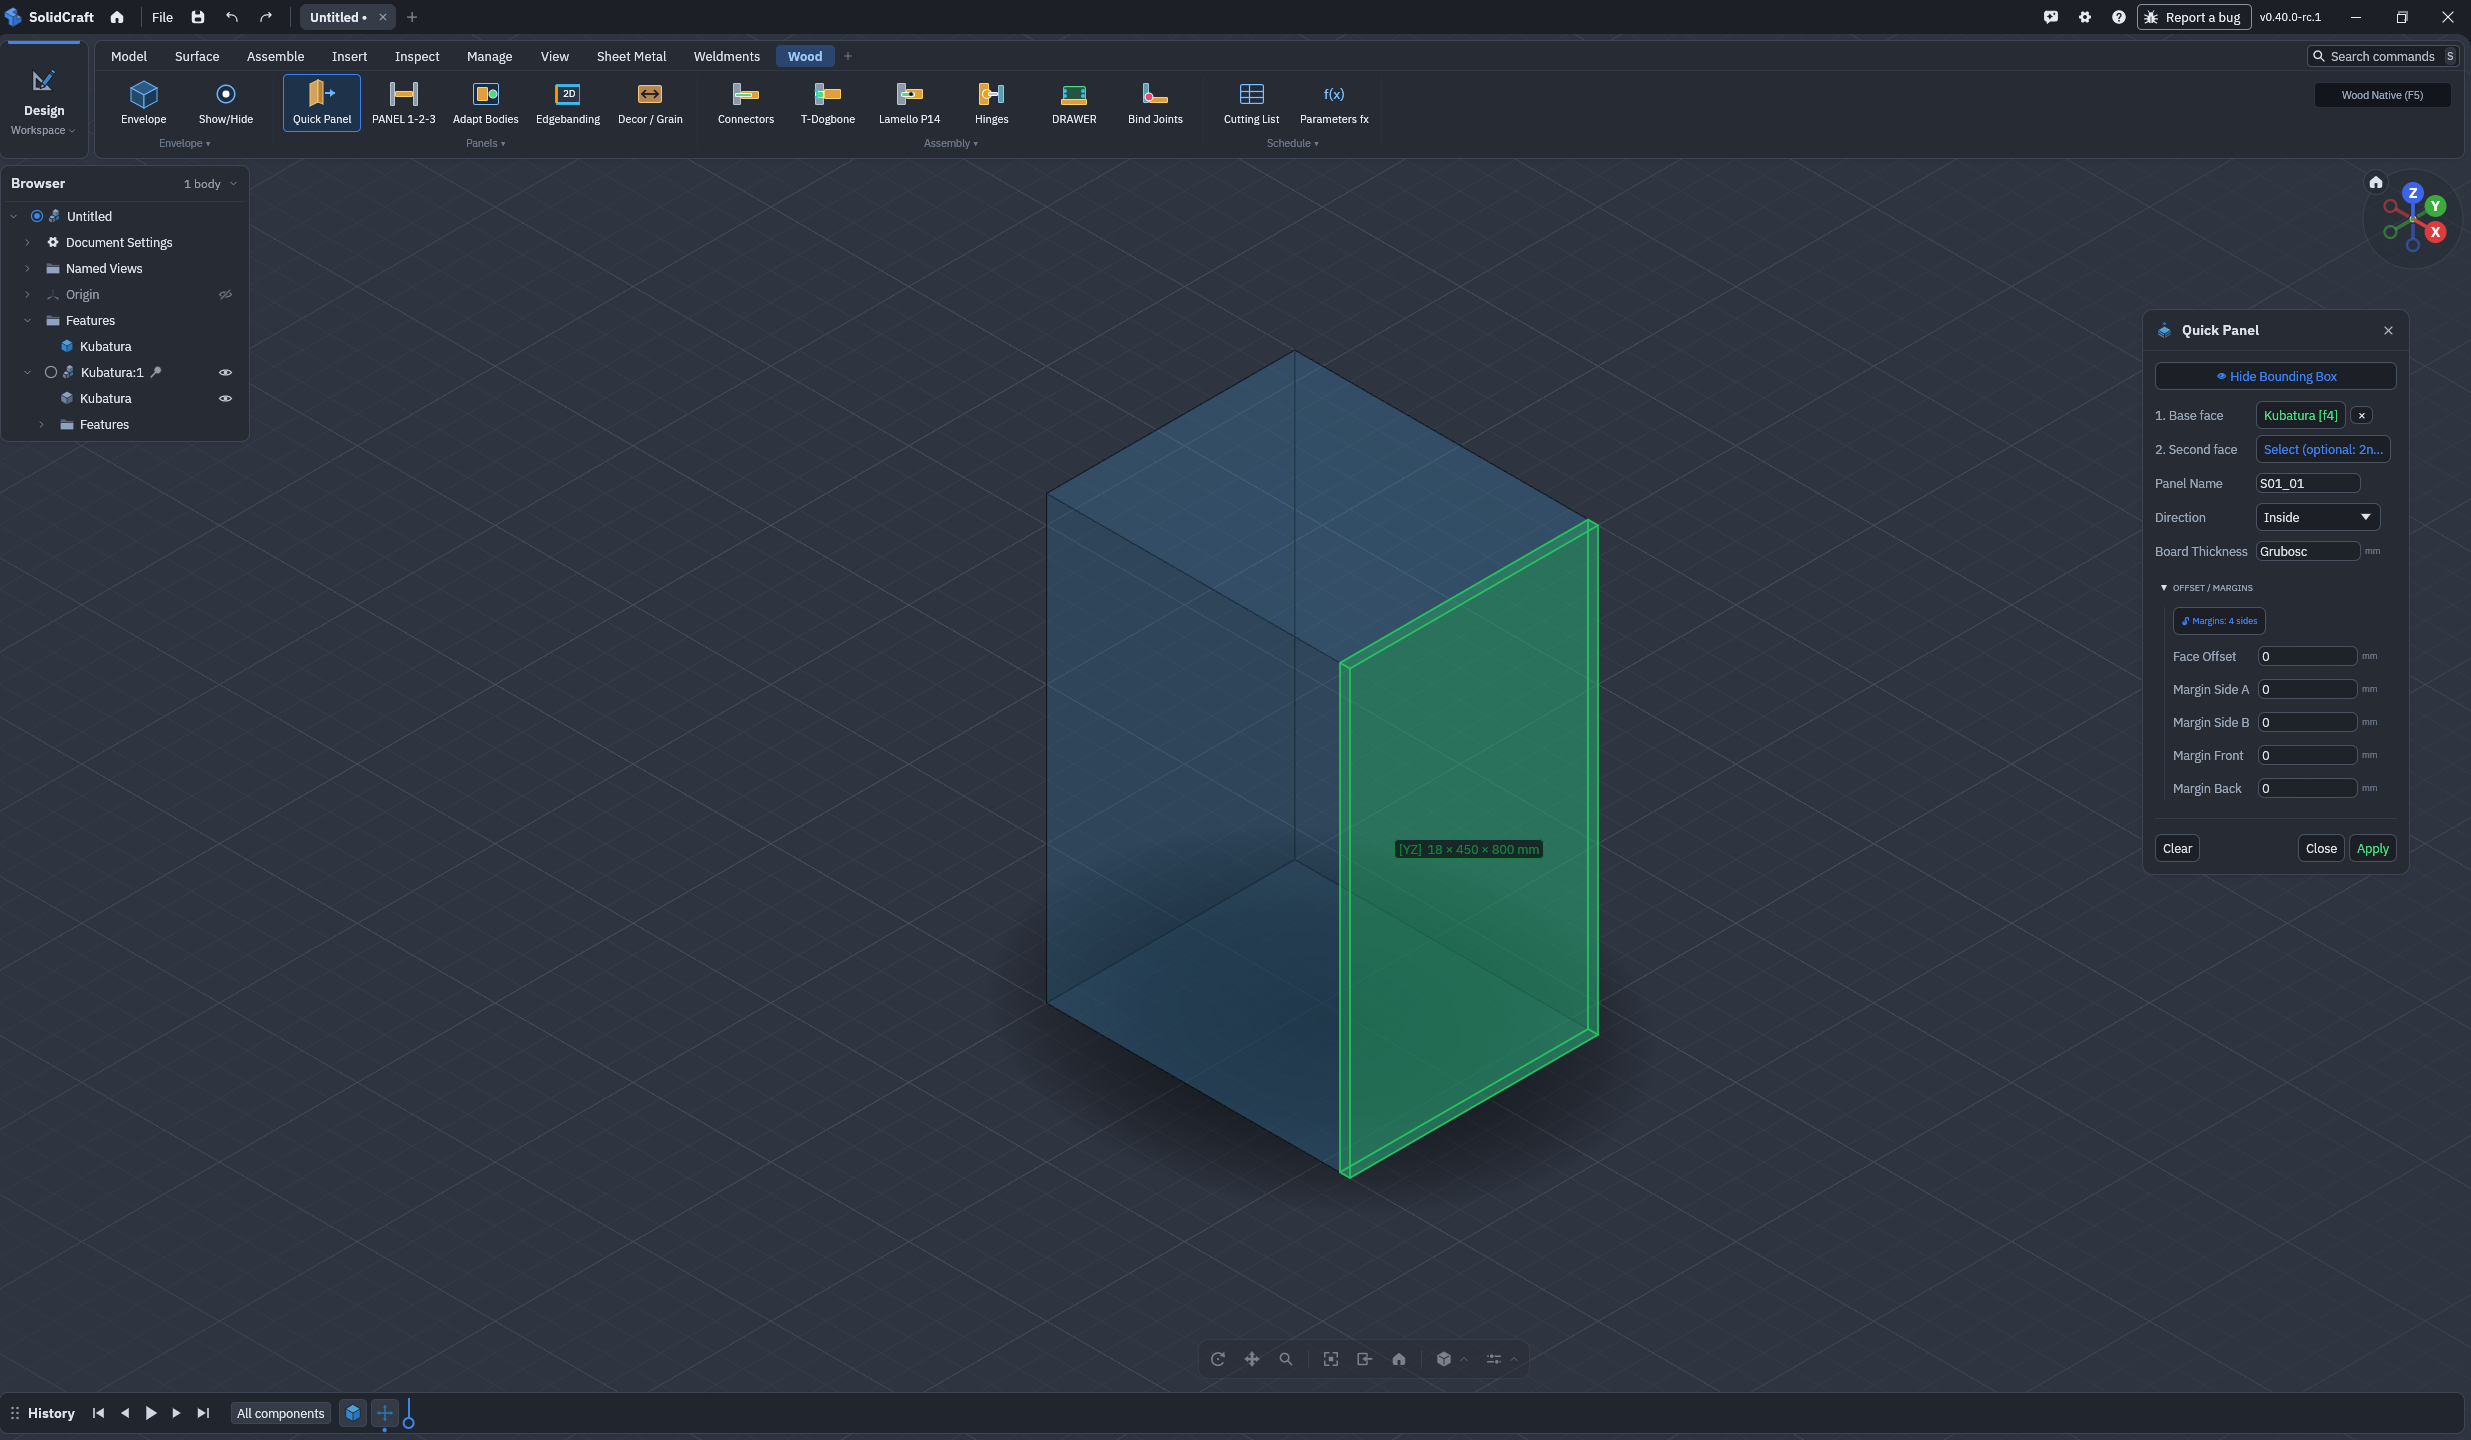 SolidCraft File Untitled • Report a bug v0.40.0-rc.1
Model Surface Assemble Insert Inspect Manage View Sheet Metal Weldments Wood Search commands S
Design
Workspace
Envelope Show/Hide Quick Panel PANEL 1-2-3 Adapt Bodies 2D Edgebanding Decor / Grain Connectors T-Dogbone Lamello P14 Hinges DRAWER Bind Joints Cutting List f(x) Parameters fx
Wood Native (F5)
Envelope Panels Assembly Schedule
Browser 1 body
Untitled
Document Settings
Named Views
Origin
Features
Kubatura
Kubatura:1
Kubatura
Features
Z
Y
X
Quick Panel
Hide Bounding Box
1. Base face Kubatura [f4] ×
2. Second face Select (optional: 2n...
Panel Name S01_01
Direction Inside
Board Thickness Grubosc mm
OFFSET / MARGINS
Margins: 4 sides
Face Offset 0 mm
Margin Side A 0 mm
Margin Side B 0 mm
Margin Front 0 mm
Margin Back 0 mm
Clear Close Apply
[YZ] 18 × 450 × 800 mm
History All components